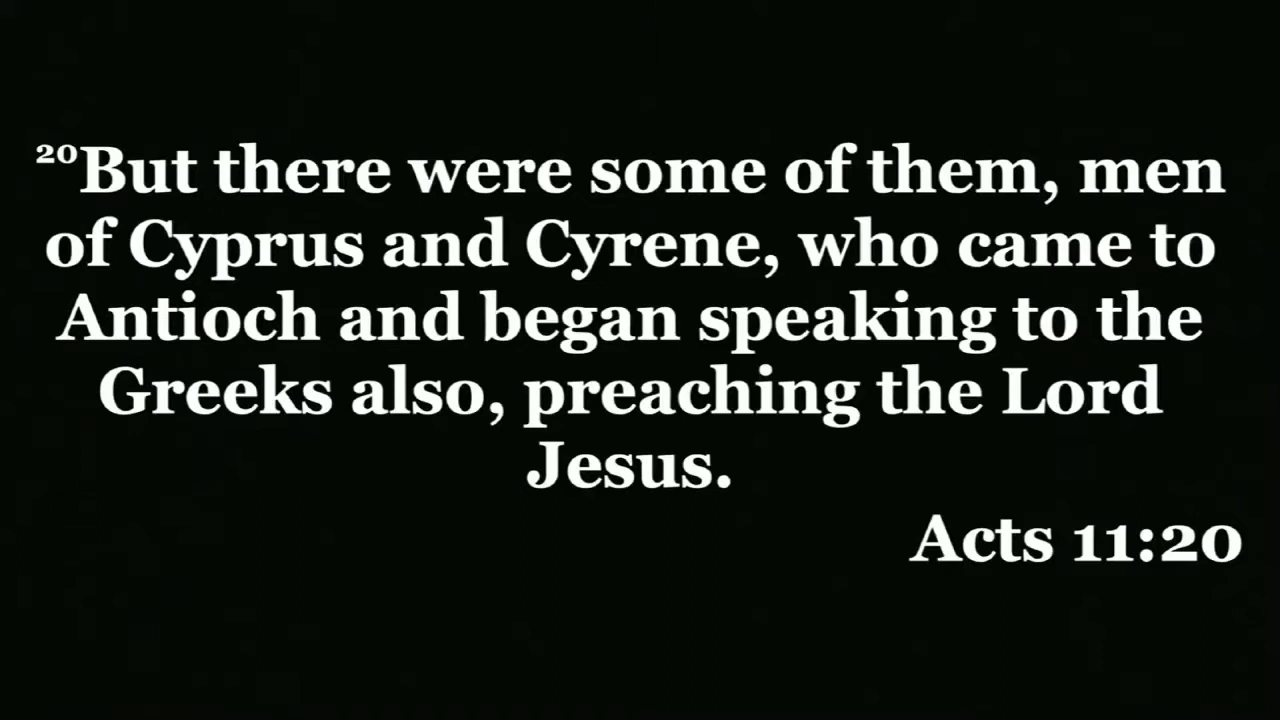 ²⁰But there were some of them, men
of Cyprus and Cyrene, who came to
Antioch and began speaking to the
Greeks also, preaching the Lord
Jesus.
Acts 11:20